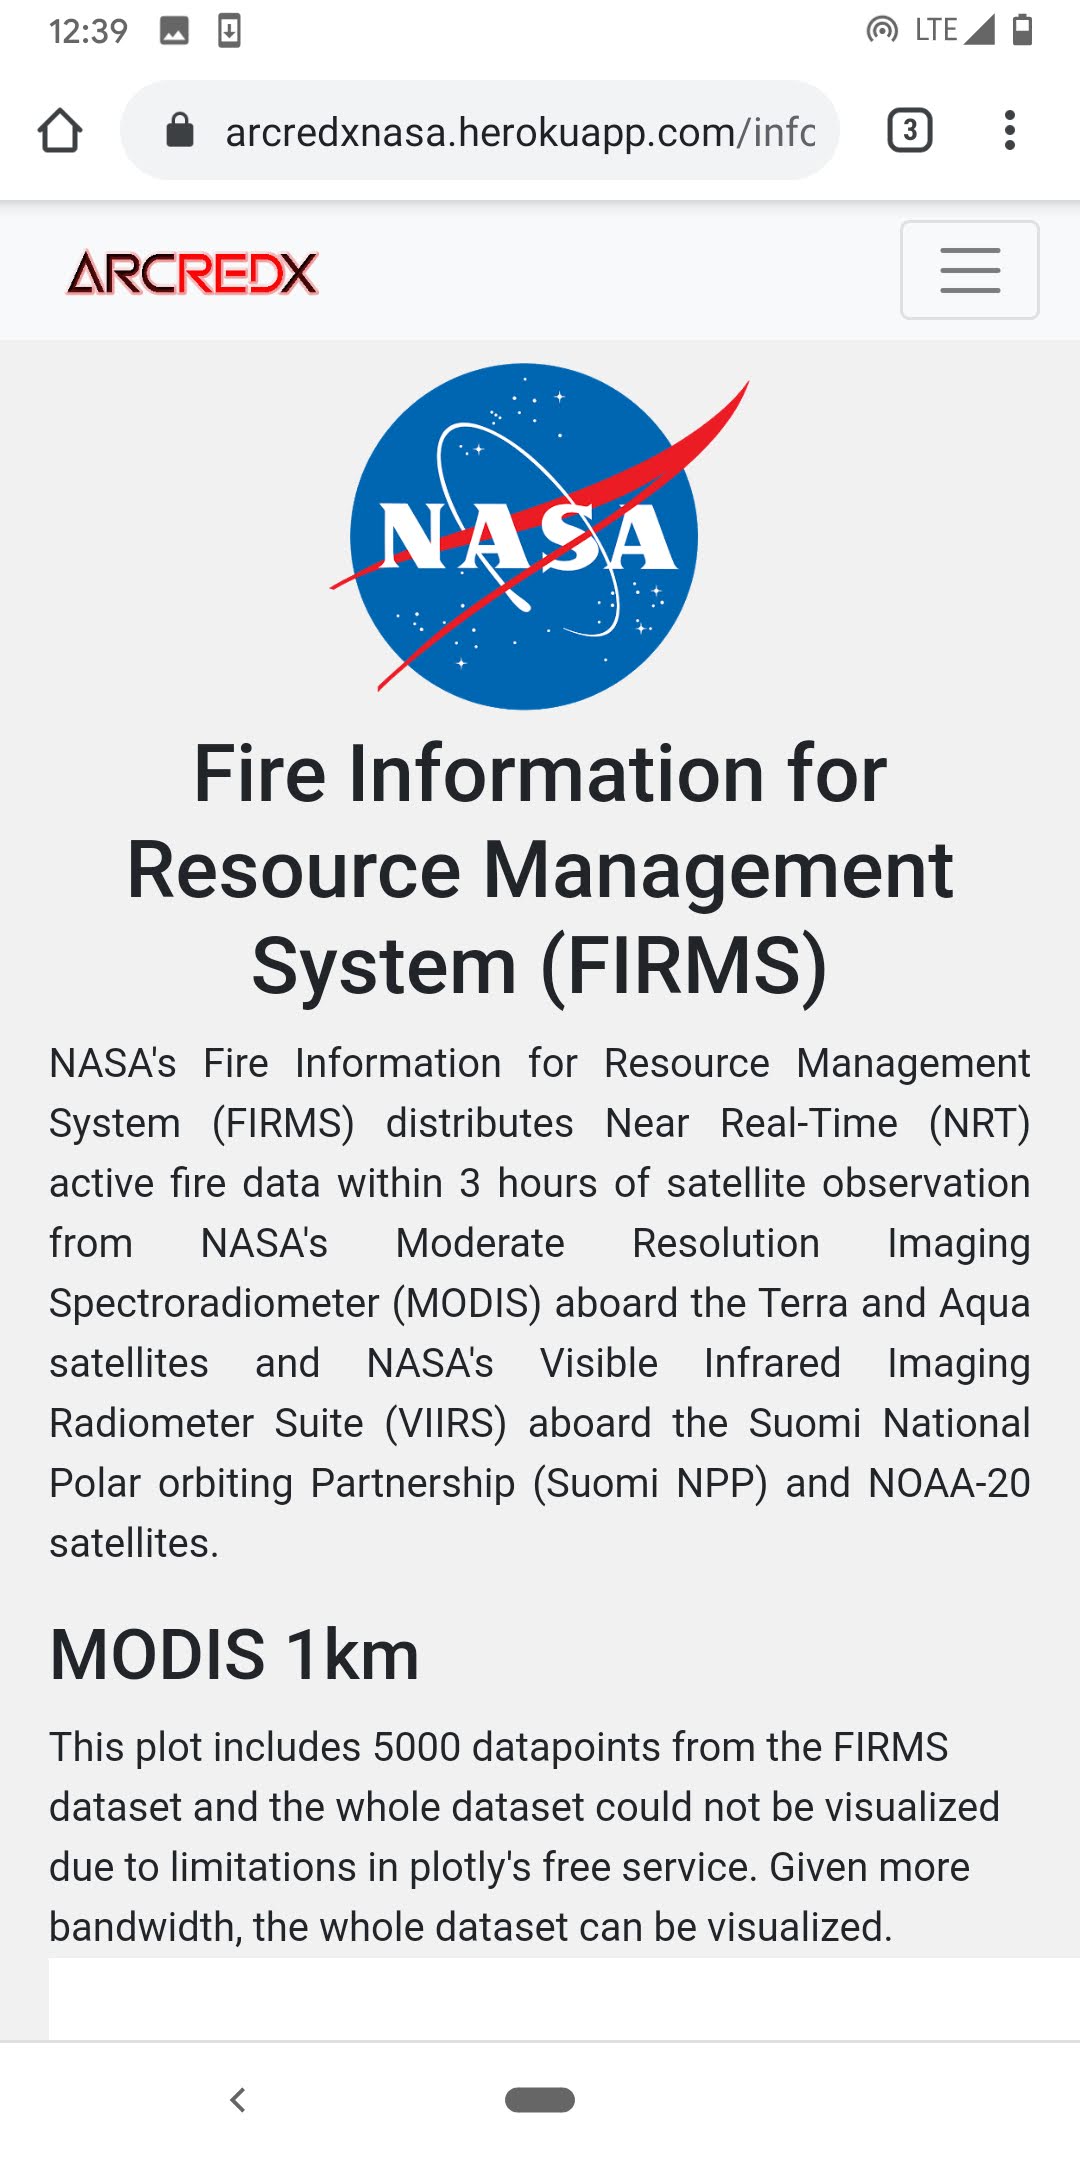 12:39
LTE
arcredxnasa.herokuapp.com/info
3
ARCREDX
NASA
Fire Information for
Resource Management
System (FIRMS)
NASA's Fire Information for Resource Management
System (FIRMS) distributes Near Real-Time (NRT)
active fire data within 3 hours of satellite observation
from NASA's Moderate Resolution Imaging
Spectroradiometer (MODIS) aboard the Terra and Aqua
satellites and NASA's Visible Infrared Imaging
Radiometer Suite (VIIRS) aboard the Suomi National
Polar orbiting Partnership (Suomi NPP) and NOAA-20
satellites.
MODIS 1km
This plot includes 5000 datapoints from the FIRMS
dataset and the whole dataset could not be visualized
due to limitations in plotly's free service. Given more
bandwidth, the whole dataset can be visualized.